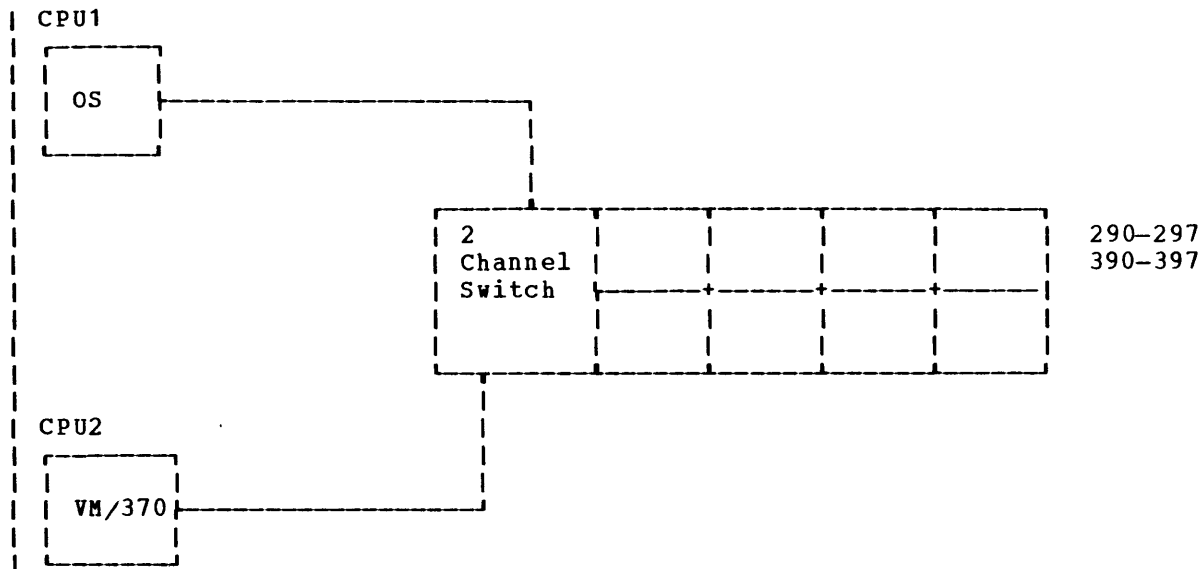 CPU1
OS
2
Channel
Switch
290–297
390–397
CPU2
VM/370